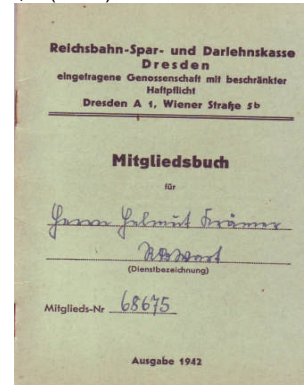 Reichsbahn-Spar- und Darlehnskasse
Dresden
eingetragene Genossenschaft mit beschränkter
Haftpflicht
Dresden A 1, Wiener Straße 5b
Mitgliedsbuch
für
Herrn Helmut Krämer
(Dienstbezeichnung)
Mitglieds-Nr 68675
Ausgabe 1942